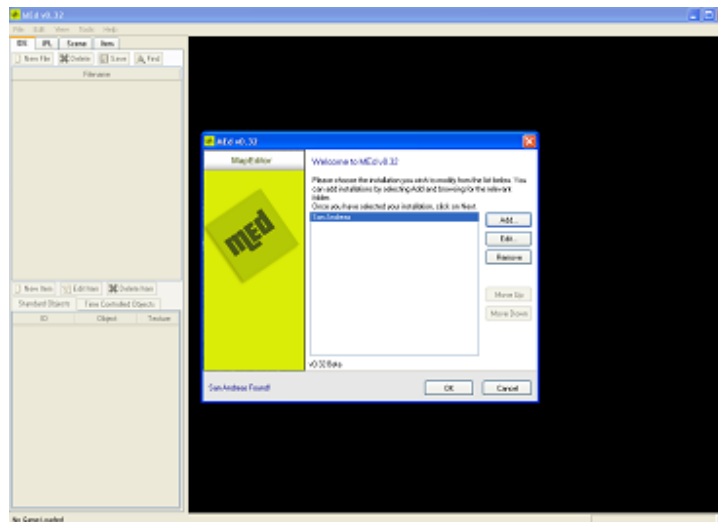 MEd v0.32
File Edit View Tools Help
IDE IPL Scene Item
New File Delete Save Find
Filename
New Item Edit Item Delete Item
Standard Objects Time Controlled Objects
ID Object Texture
No Game Loaded
MEd v0.32
MapEditor
MEd
Welcome to MEd v0.32
Please choose the installation you wish to modify from the list below. You
can add installations by selecting Add and browsing for the relevant
folder.
Once you have selected your installation, click on Next.
San Andreas
Add...
Edit...
Remove
Move Up
Move Down
v0.32 Beta
San Andreas Found!
OK Cancel